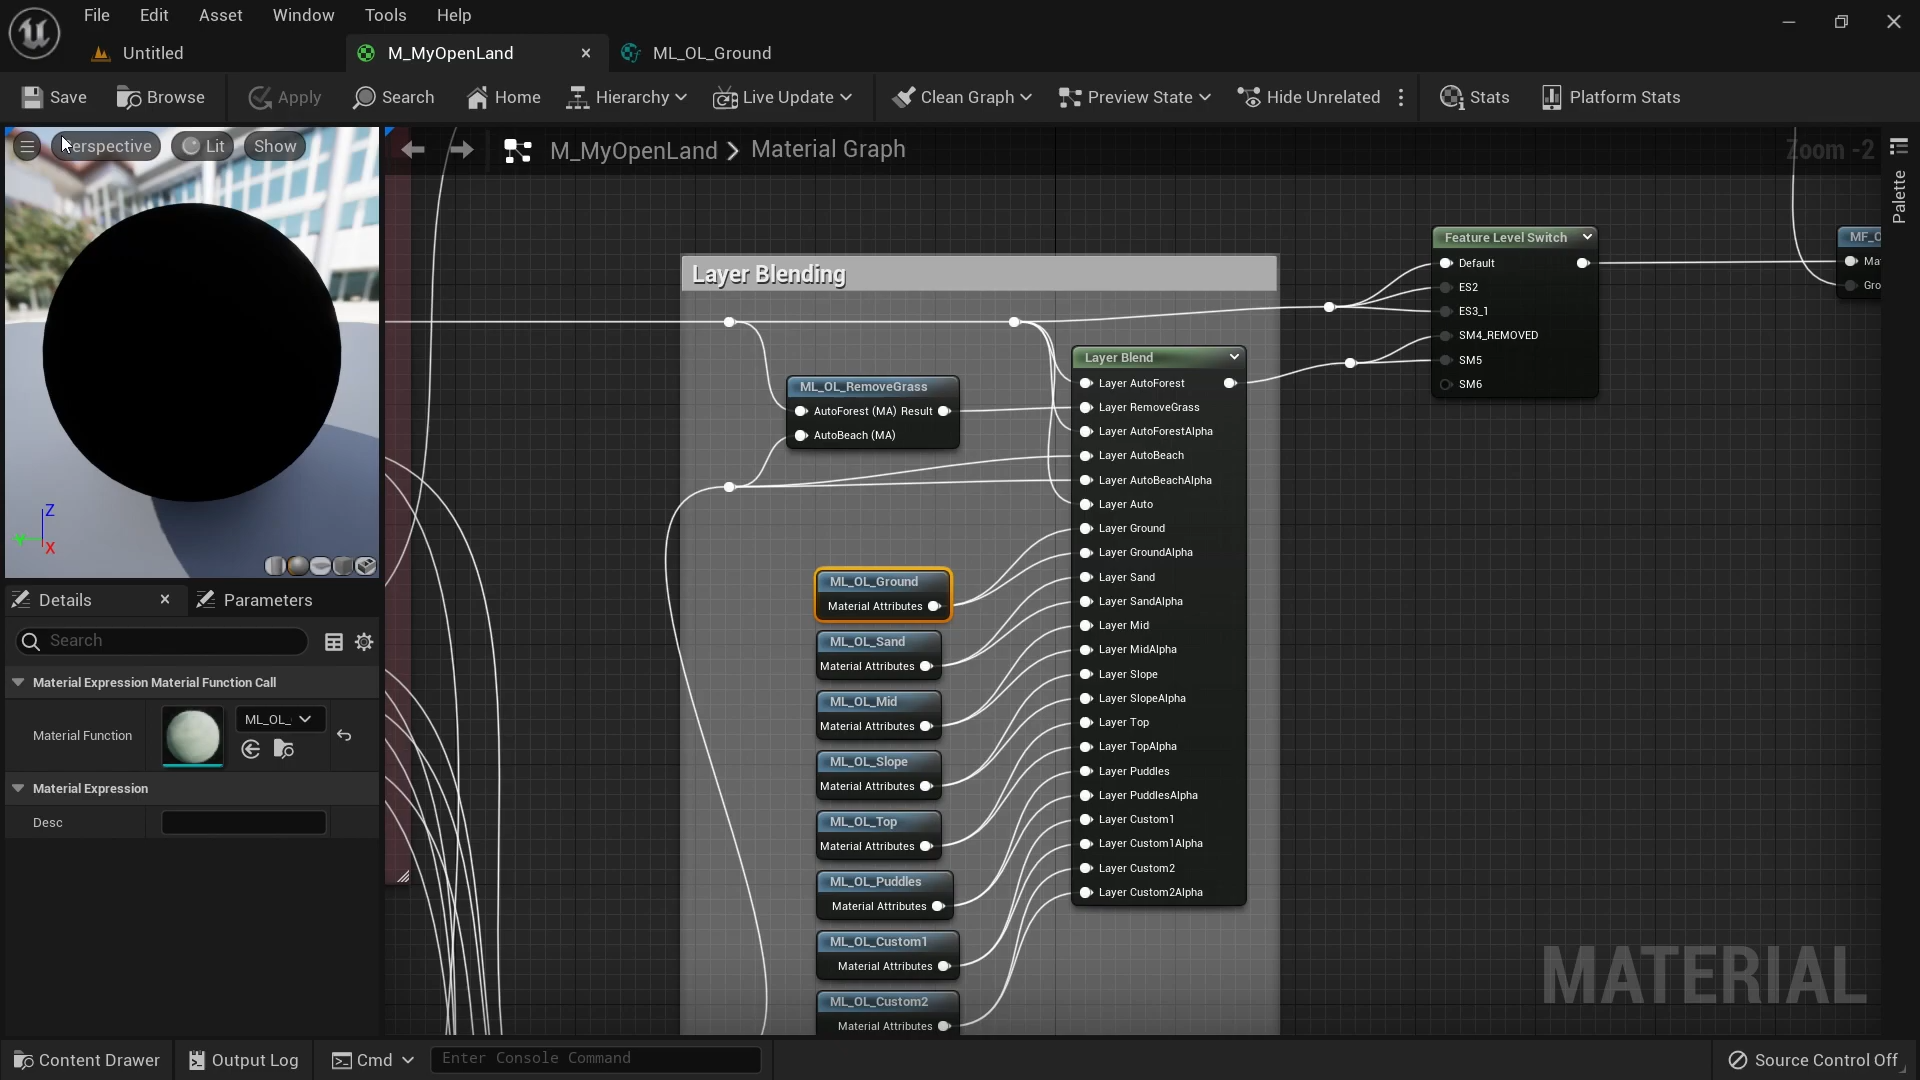 File Edit Asset Window Tools Help
Untitled M_MyOpenLand ML_OL_Ground
Save Browse Apply Search Home Hierarchy Live Update Clean Graph Preview State Hide Unrelated Stats Platform Stats
Perspective Lit Show
M_MyOpenLand > Material Graph
Zoom -2
Palette
Z
X
Details Parameters
Search
Material Expression Material Function Call
Material Function ML_OL_
Material Expression
Desc
Layer Blending
ML_OL_RemoveGrass
AutoForest (MA) Result
AutoBeach (MA)
ML_OL_Ground
Material Attributes
ML_OL_Sand
Material Attributes
ML_OL_Mid
Material Attributes
ML_OL_Slope
Material Attributes
ML_OL_Top
Material Attributes
ML_OL_Puddles
Material Attributes
ML_OL_Custom1
Material Attributes
ML_OL_Custom2
Material Attributes
Layer Blend
Layer AutoForest
Layer RemoveGrass
Layer AutoForestAlpha
Layer AutoBeach
Layer AutoBeachAlpha
Layer Auto
Layer Ground
Layer GroundAlpha
Layer Sand
Layer SandAlpha
Layer Mid
Layer MidAlpha
Layer Slope
Layer SlopeAlpha
Layer Top
Layer TopAlpha
Layer Puddles
Layer PuddlesAlpha
Layer Custom1
Layer Custom1Alpha
Layer Custom2
Layer Custom2Alpha
Feature Level Switch
Default
ES2
ES3_1
SM4_REMOVED
SM5
SM6
MF_O
Mat
Gro
MATERIAL
Content Drawer Output Log Cmd Enter Console Command Source Control Off